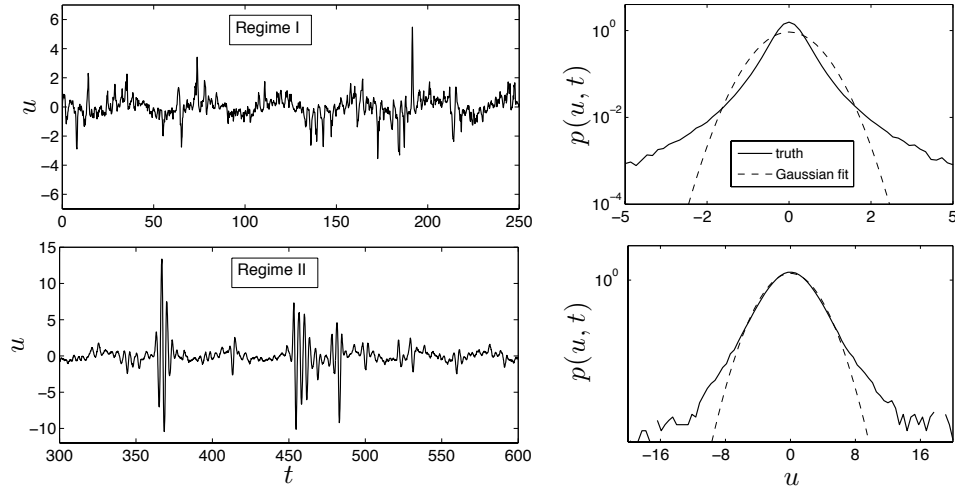 Regime I
u
6
4
2
0
-2
-4
-6
0 50 100 150 200 250
p(u, t)
10^0
10^-2
10^-4
truth
Gaussian fit
-5 -2 0 2 5
Regime II
u
15
10
5
0
-5
-10
300 350 400 450 500 550 600
t
p(u, t)
10^0
-16 -8 0 8 16
u